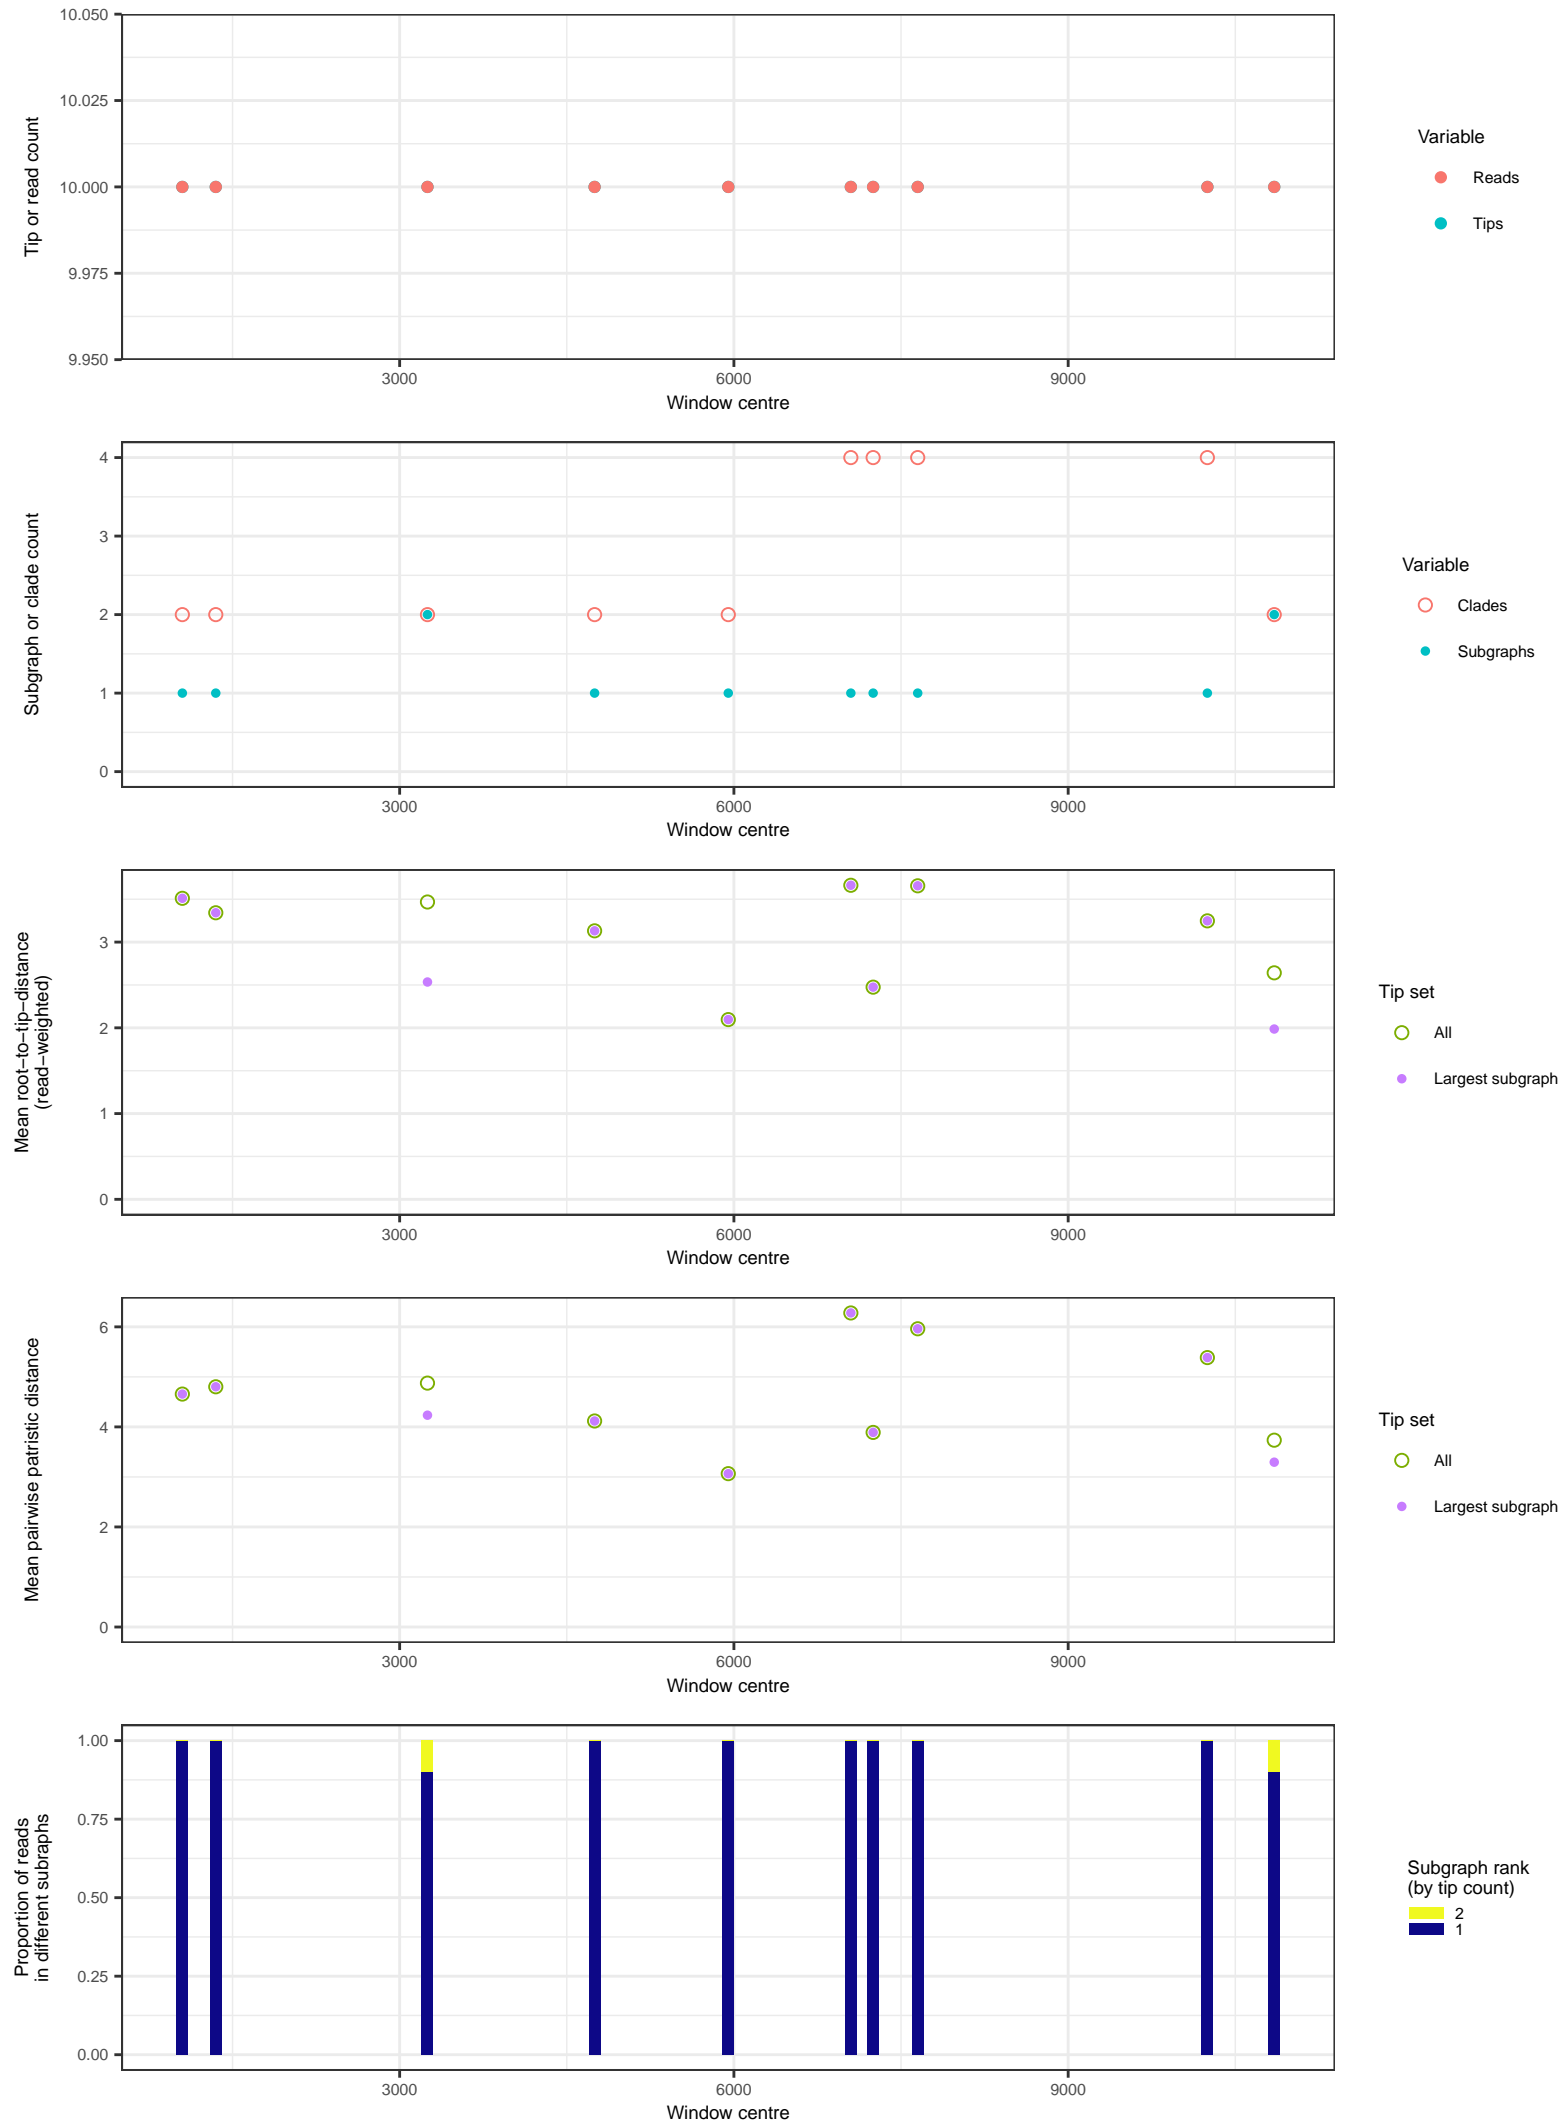 10.050
10.025
10.000
9.975
9.950
Tip or read count
3000 6000 9000
Window centre
Variable
Reads
Tips
4
3
2
1
0
Subgraph or clade count
3000 6000 9000
Window centre
Variable
Clades
Subgraphs
3
2
1
0
Mean root−to−tip−distance
(read−weighted)
3000 6000 9000
Window centre
Tip set
All
Largest subgraph
6
4
2
0
Mean pairwise patristic distance
3000 6000 9000
Window centre
Tip set
All
Largest subgraph
1.00
0.75
0.50
0.25
0.00
Proportion of reads
in different subraphs
3000 6000 9000
Window centre
Subgraph rank
(by tip count)
2
1